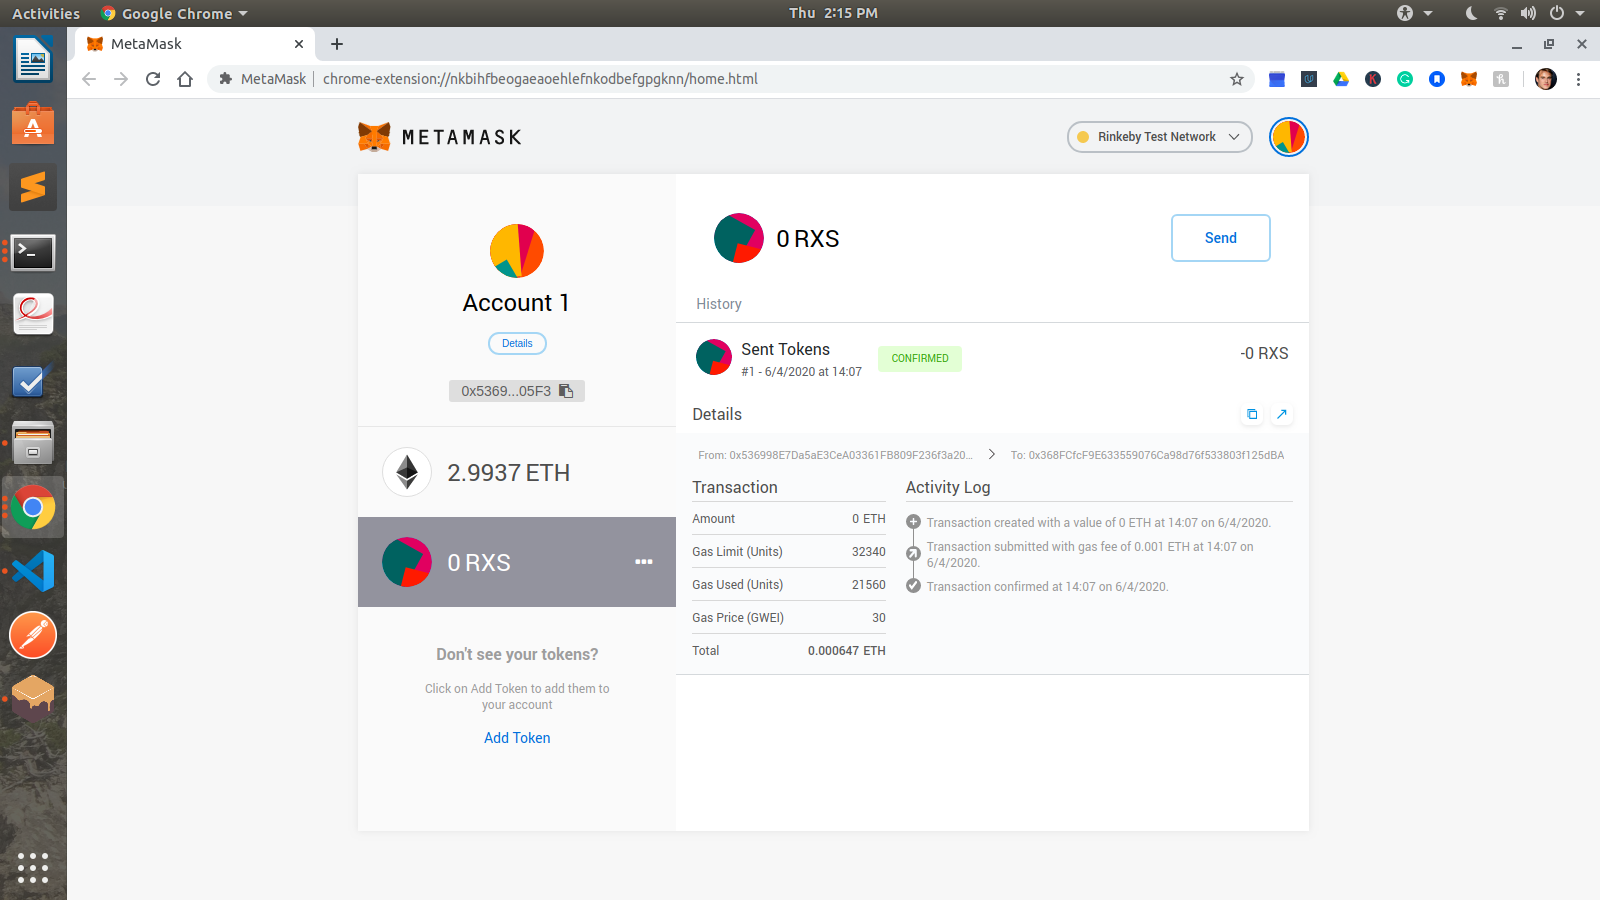 Activities
Google Chrome
Thu 2:15 PM
MetaMask
MetaMask
chrome-extension://nkbihfbeogaeaoehlefnkodbefgpgknn/home.html
METAMASK
Rinkeby Test Network
Account 1
Details
0x5369...05F3
2.9937 ETH
0 RXS
Don't see your tokens?
Click on Add Token to add them to
your account
Add Token
0 RXS
Send
History
Sent Tokens
#1 - 6/4/2020 at 14:07
CONFIRMED
-0 RXS
Details
From: 0x536998E7Da5aE3CeA03361FB809F236f3a20...
To: 0x368FCfcF9E633559076Ca98d76f533803f125dBA
Transaction
Amount 0 ETH
Gas Limit (Units) 32340
Gas Used (Units) 21560
Gas Price (GWEI) 30
Total 0.000647 ETH
Activity Log
Transaction created with a value of 0 ETH at 14:07 on 6/4/2020.
Transaction submitted with gas fee of 0.001 ETH at 14:07 on
6/4/2020.
Transaction confirmed at 14:07 on 6/4/2020.